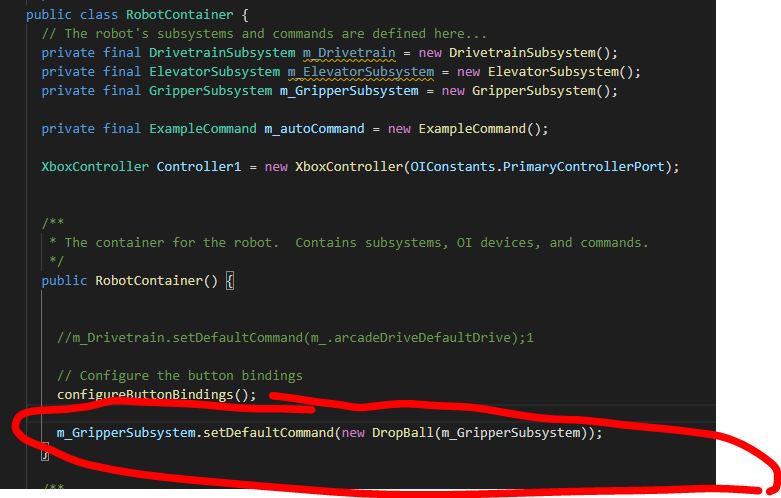 public class RobotContainer {
// The robot's subsystems and commands are defined here...
private final DrivetrainSubsystem m_Drivetrain = new DrivetrainSubsystem();
private final ElevatorSubsystem m_ElevatorSubsystem = new ElevatorSubsystem();
private final GripperSubsystem m_GripperSubsystem = new GripperSubsystem();
private final ExampleCommand m_autoCommand = new ExampleCommand();
XboxController Controller1 = new XboxController(OIConstants.PrimaryControllerPort);
/**
* The container for the robot.  Contains subsystems, OI devices, and commands.
*/
public RobotContainer() {
//m_Drivetrain.setDefaultCommand(m_.arcadeDriveDefaultDrive);1
// Configure the button bindings
configureButtonBindings();
m_GripperSubsystem.setDefaultCommand(new DropBall(m_GripperSubsystem));
}
/**